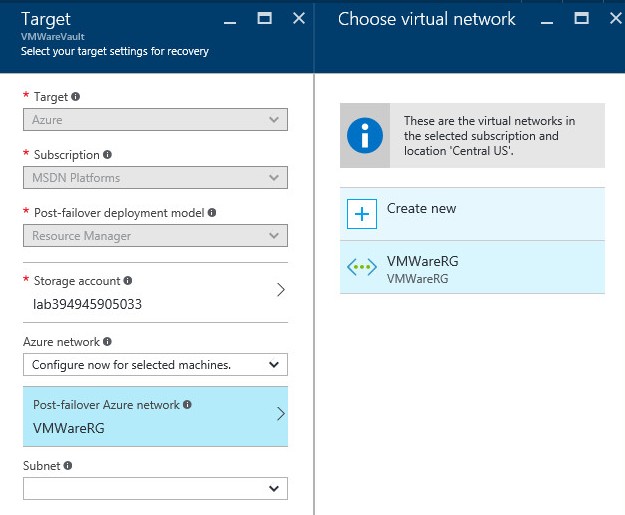 Target
VMWareVault
Select your target settings for recovery
* Target
Azure
* Subscription
MSDN Platforms
* Post-failover deployment model
Resource Manager
* Storage account
lab394945905033
Azure network
Configure now for selected machines.
Post-failover Azure network
VMWareRG
Subnet
Choose virtual network
These are the virtual networks in
the selected subscription and
location 'Central US'.
Create new
VMWareRG
VMWareRG